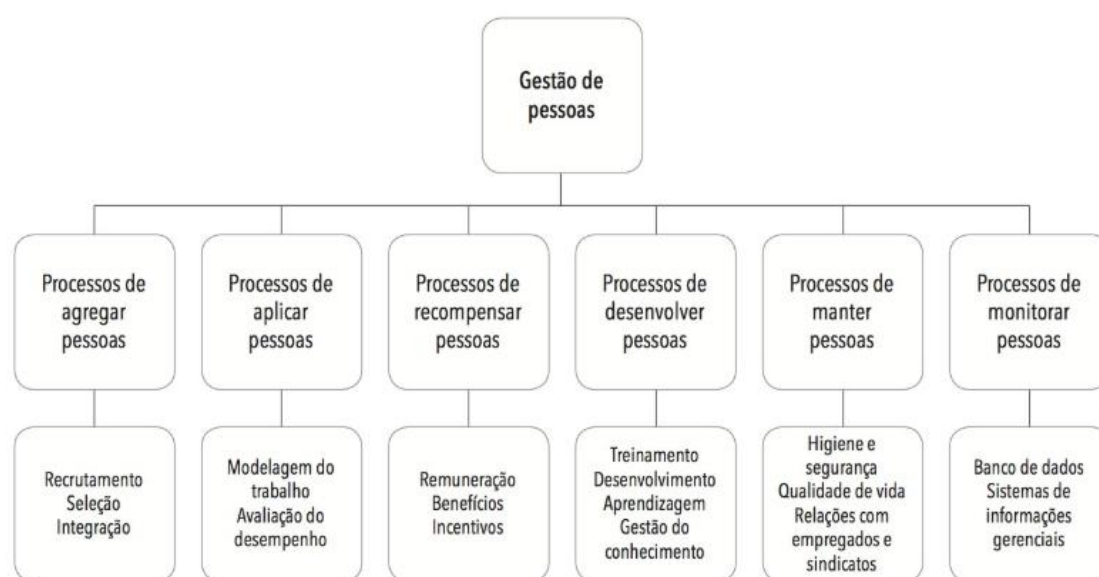 Gestão de
pessoas
Processos de
agregar
pessoas
Processos de
aplicar
pessoas
Processos de
recompensar
pessoas
Processos de
desenvolver
pessoas
Processos de
manter
pessoas
Processos de
monitorar
pessoas
Recrutamento
Seleção
Integração
Modelagem do
trabalho
Avaliação do
desempenho
Remuneração
Benefícios
Incentivos
Treinamento
Desenvolvimento
Aprendizagem
Gestão do
conhecimento
Higiene e
segurança
Qualidade de vida
Relações com
empregados e
sindicatos
Banco de dados
Sistemas de
informações
gerenciais